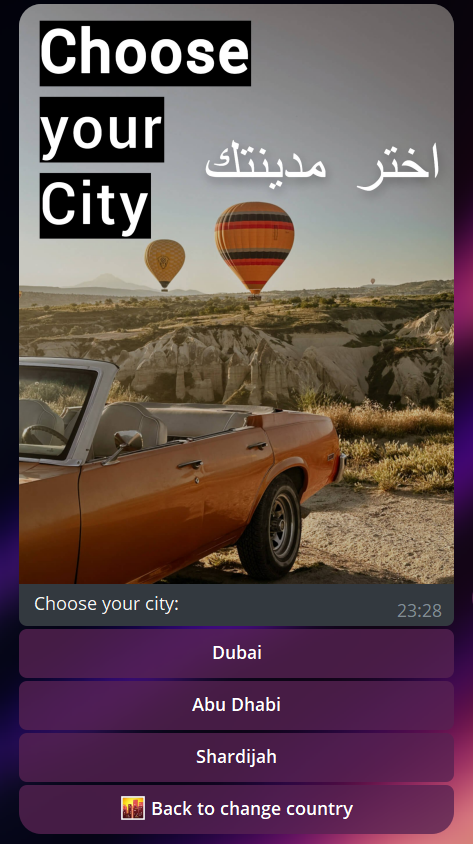 Choose
your
City
اختر مدينتك
Choose your city:
23:28
Dubai
Abu Dhabi
Shardijah
Back to change country